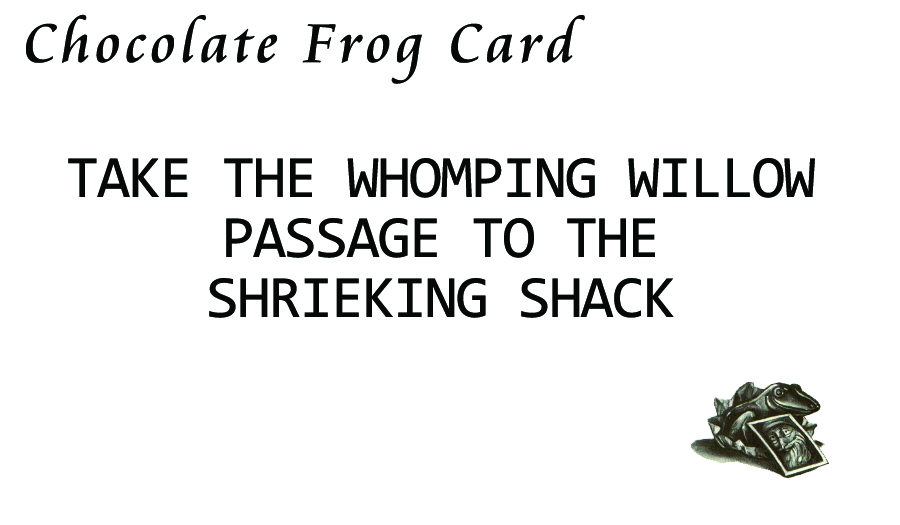 Chocolate Frog Card
TAKE THE WHOMPING WILLOW
PASSAGE TO THE
SHRIEKING SHACK